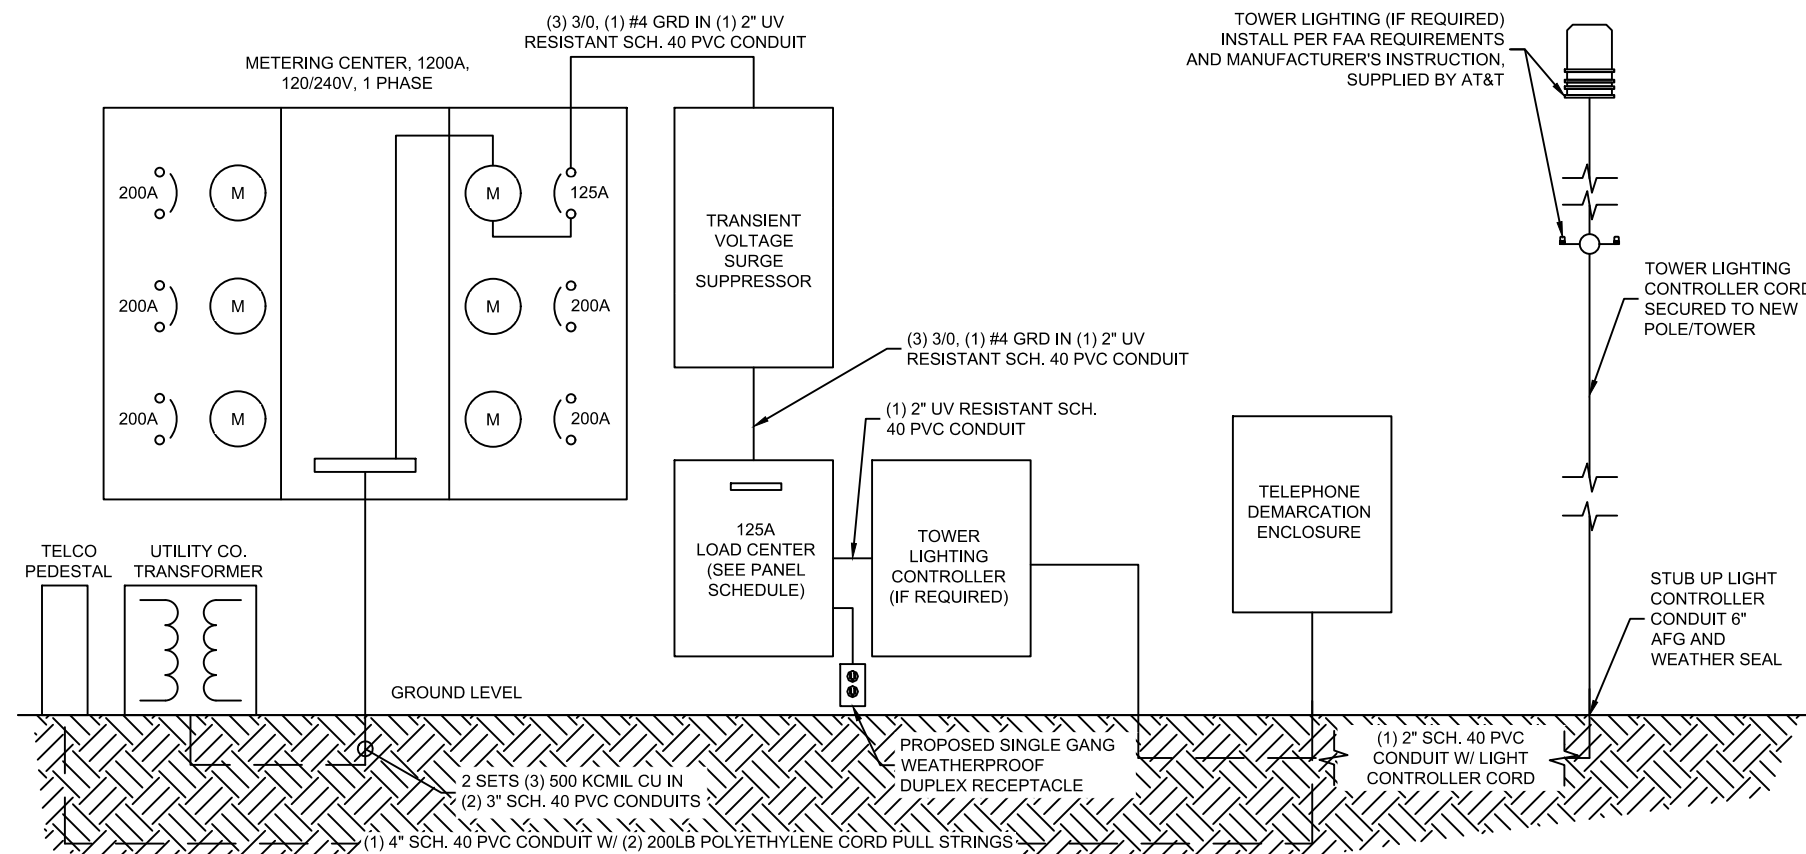 (3) 3/0, (1) #4 GRD IN (1) 2" UV
RESISTANT SCH. 40 PVC CONDUIT
TOWER LIGHTING (IF REQUIRED)
INSTALL PER FAA REQUIREMENTS
AND MANUFACTURER'S INSTRUCTION,
SUPPLIED BY AT&T
METERING CENTER, 1200A,
120/240V, 1 PHASE
200A
M
M
125A
200A
M
M
200A
200A
M
M
200A
TRANSIENT
VOLTAGE
SURGE
SUPPRESSOR
TOWER LIGHTING
CONTROLLER CORD
SECURED TO NEW
POLE/TOWER
(3) 3/0, (1) #4 GRD IN (1) 2" UV
RESISTANT SCH. 40 PVC CONDUIT
(1) 2" UV RESISTANT SCH.
40 PVC CONDUIT
125A
LOAD CENTER
(SEE PANEL
SCHEDULE)
TOWER
LIGHTING
CONTROLLER
(IF REQUIRED)
TELEPHONE
DEMARCATION
ENCLOSURE
TELCO
PEDESTAL
UTILITY CO.
TRANSFORMER
STUB UP LIGHT
CONTROLLER
CONDUIT 6"
AFG AND
WEATHER SEAL
GROUND LEVEL
2 SETS (3) 500 KCMIL CU IN
(2) 3" SCH. 40 PVC CONDUITS
PROPOSED SINGLE GANG
WEATHERPROOF
DUPLEX RECEPTACLE
(1) 2" SCH. 40 PVC
CONDUIT W/ LIGHT
CONTROLLER CORD
(1) 4" SCH. 40 PVC CONDUIT W/ (2) 200LB POLYETHYLENE CORD PULL STRINGS